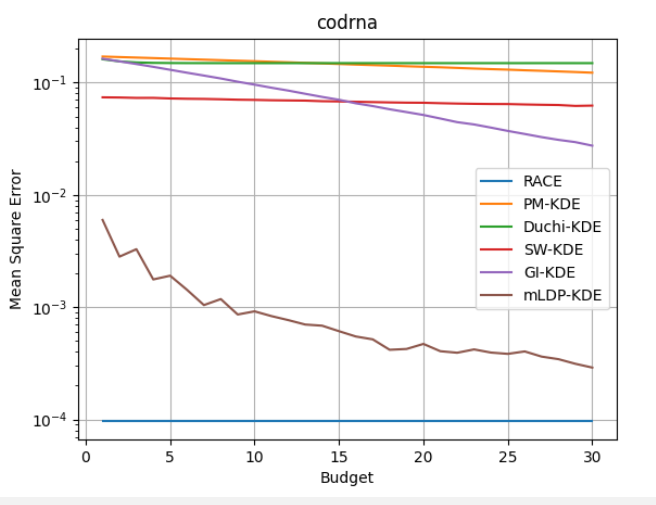 codrna
Mean Square Error
10⁻¹
10⁻²
10⁻³
10⁻⁴
RACE
PM-KDE
Duchi-KDE
SW-KDE
GI-KDE
mLDP-KDE
0 5 10 15 20 25 30
Budget